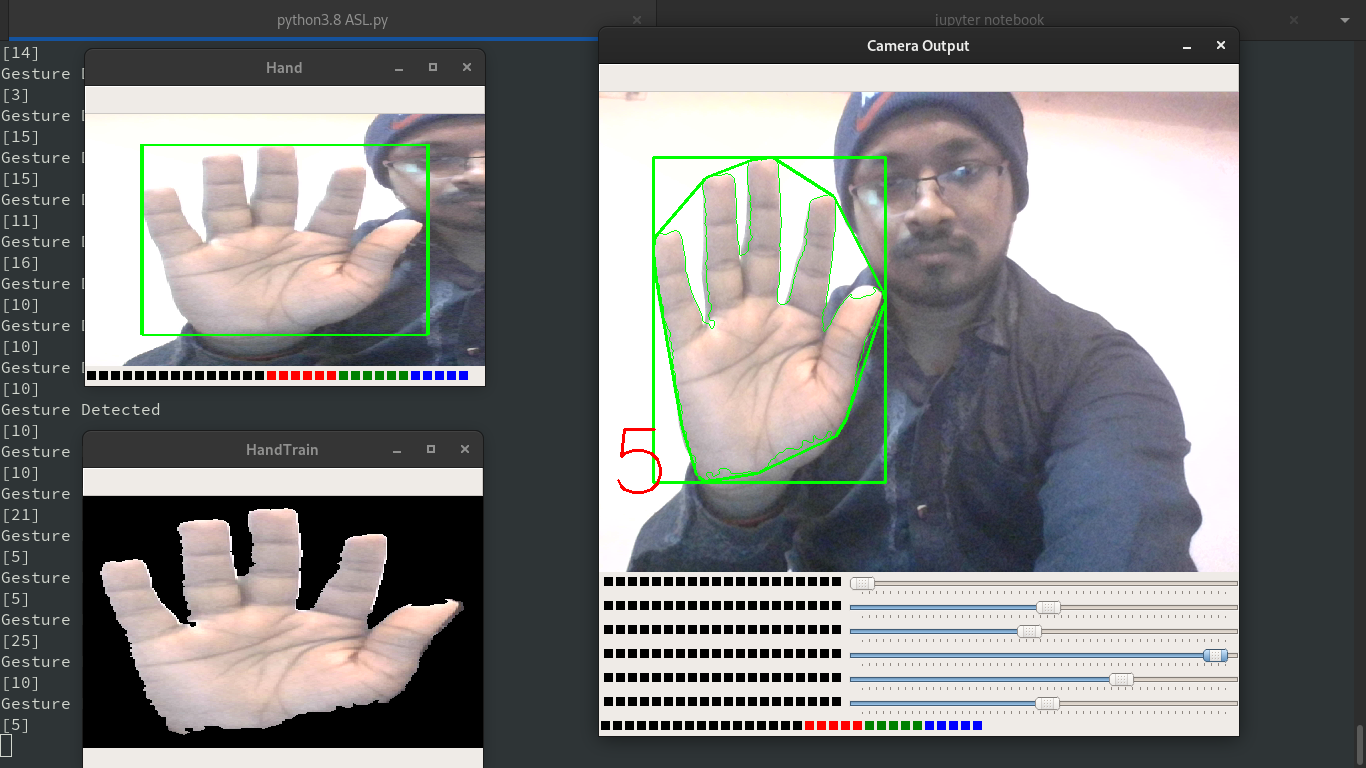 python3.8 ASL.py
jupyter notebook
[14]
Gesture
[3]
Gesture
[15]
Gesture
[15]
Gesture
[11]
Gesture
[16]
Gesture
[10]
Gesture
[10]
Gesture
[10]
Gesture Detected
[10]
Gesture
[10]
Gesture
[21]
Gesture
[5]
Gesture
[5]
Gesture
[25]
Gesture
[10]
Gesture
[5]
Hand
HandTrain
Camera Output
5